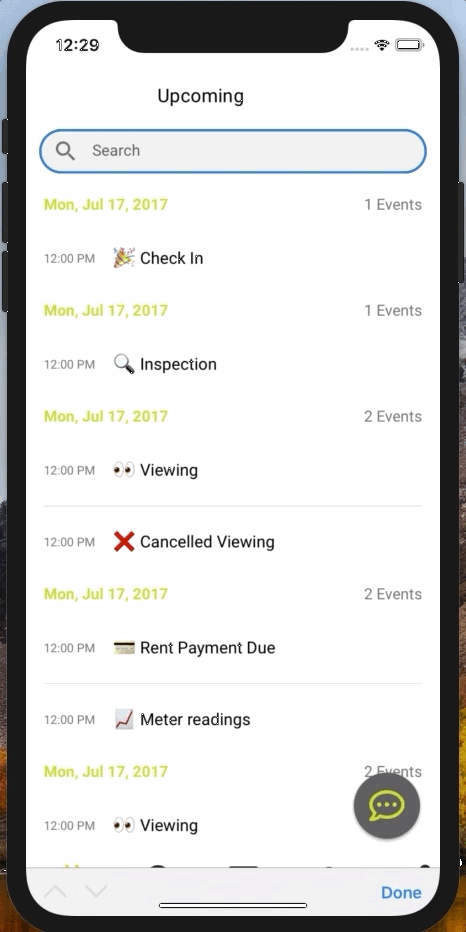 12:29
Upcoming
Search
Mon, Jul 17, 2017 1 Events
12:00 PM Check In
Mon, Jul 17, 2017 1 Events
12:00 PM Inspection
Mon, Jul 17, 2017 2 Events
12:00 PM Viewing
12:00 PM Cancelled Viewing
Mon, Jul 17, 2017 2 Events
12:00 PM Rent Payment Due
12:00 PM Meter readings
Mon, Jul 17, 2017 2 Events
12:00 PM Viewing
Done